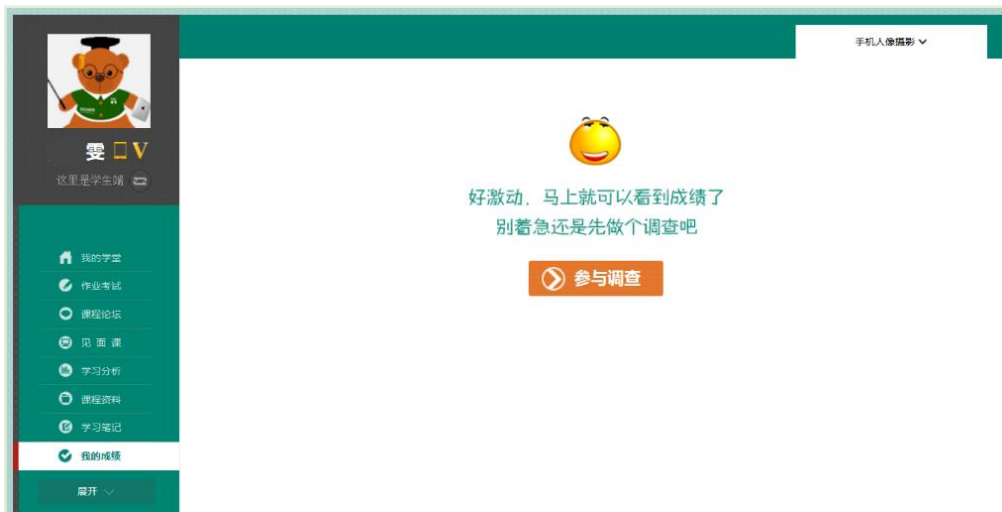 手机人像摄影
雯
V
这里是学生端
好激动，马上就可以看到成绩了
别着急还是先做个调查吧
参与调查
我的学堂
作业考试
课程论坛
见面课
学习分析
课程资料
学习笔记
我的成绩
展开